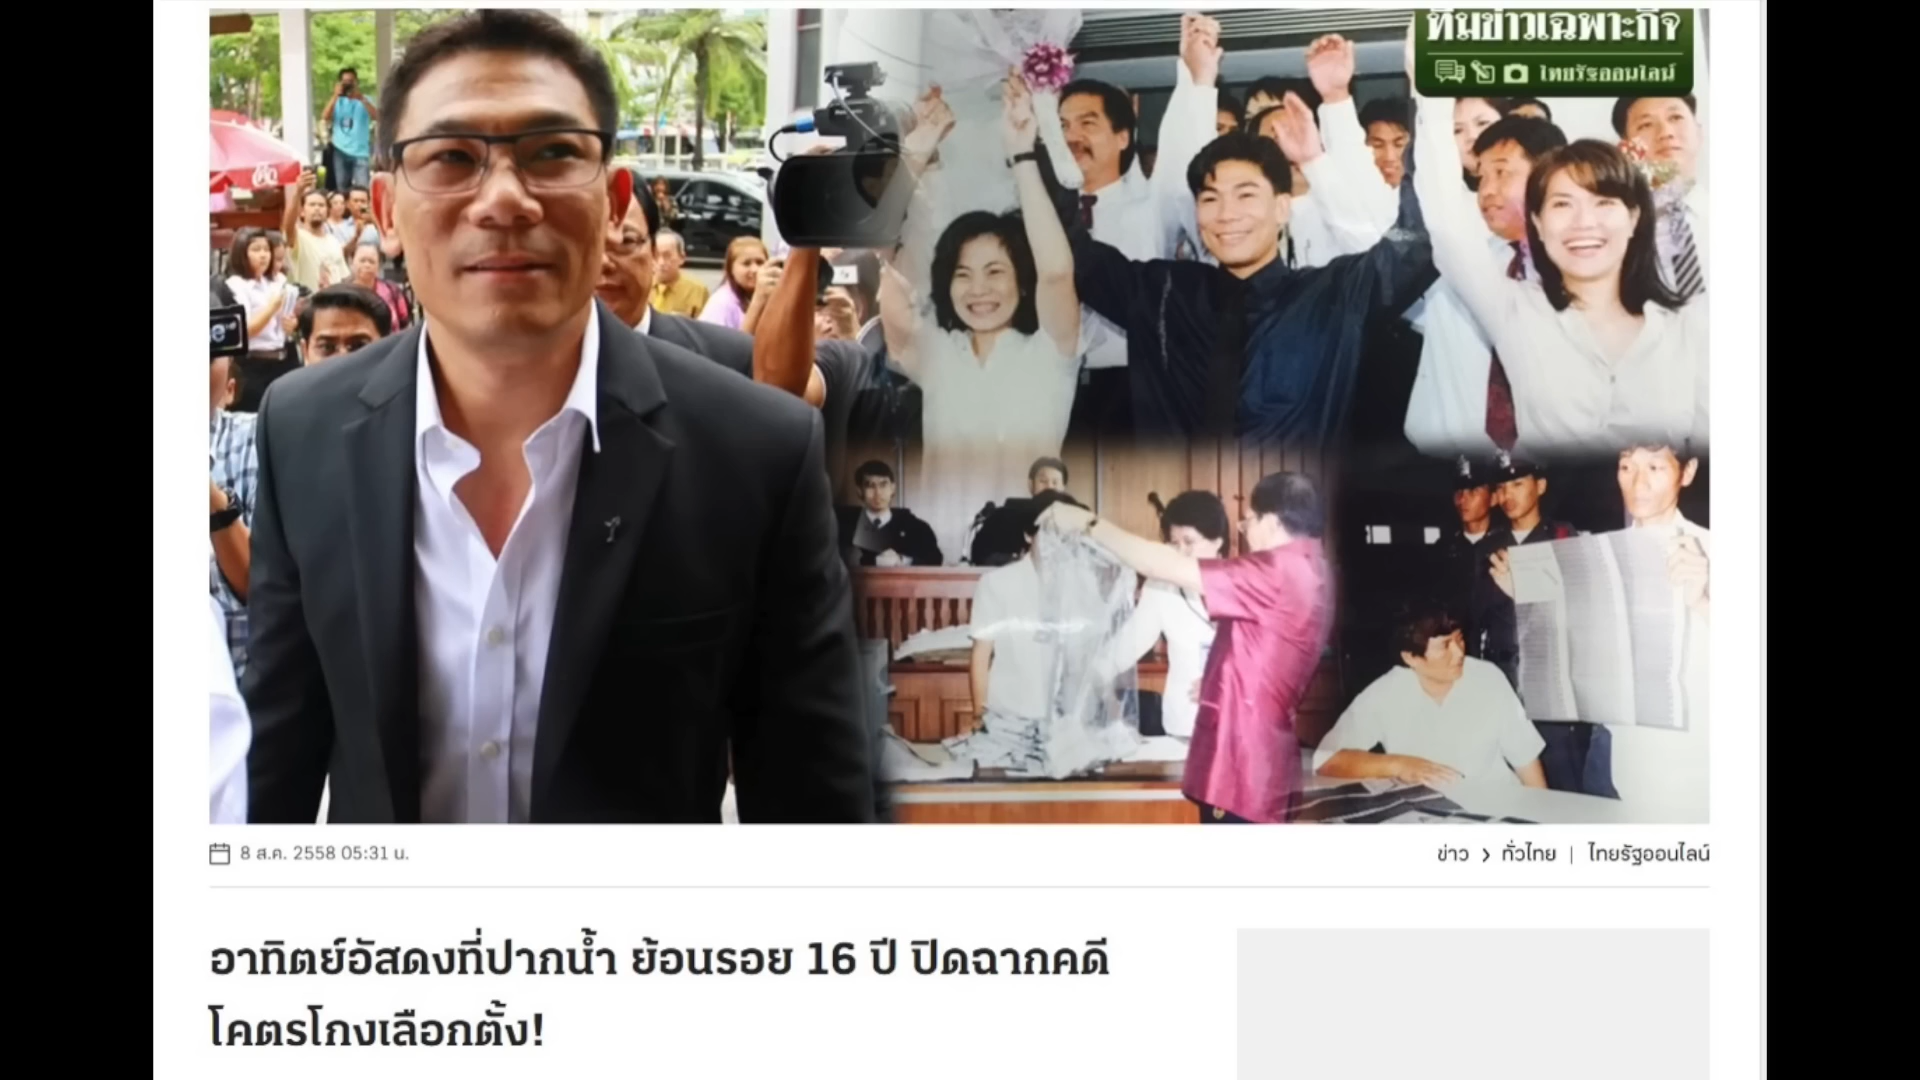 ทีมข่าวเฉพาะกิจ
ไทยรัฐออนไลน์
8 ส.ค. 2558 05:31 น.
ข่าว > ทั่วไทย | ไทยรัฐออนไลน์
อาทิตย์อัสดงที่ปากน้ำ ย้อนรอย 16 ปี ปิดฉากคดี
โคตรโกงเลือกตั้ง!